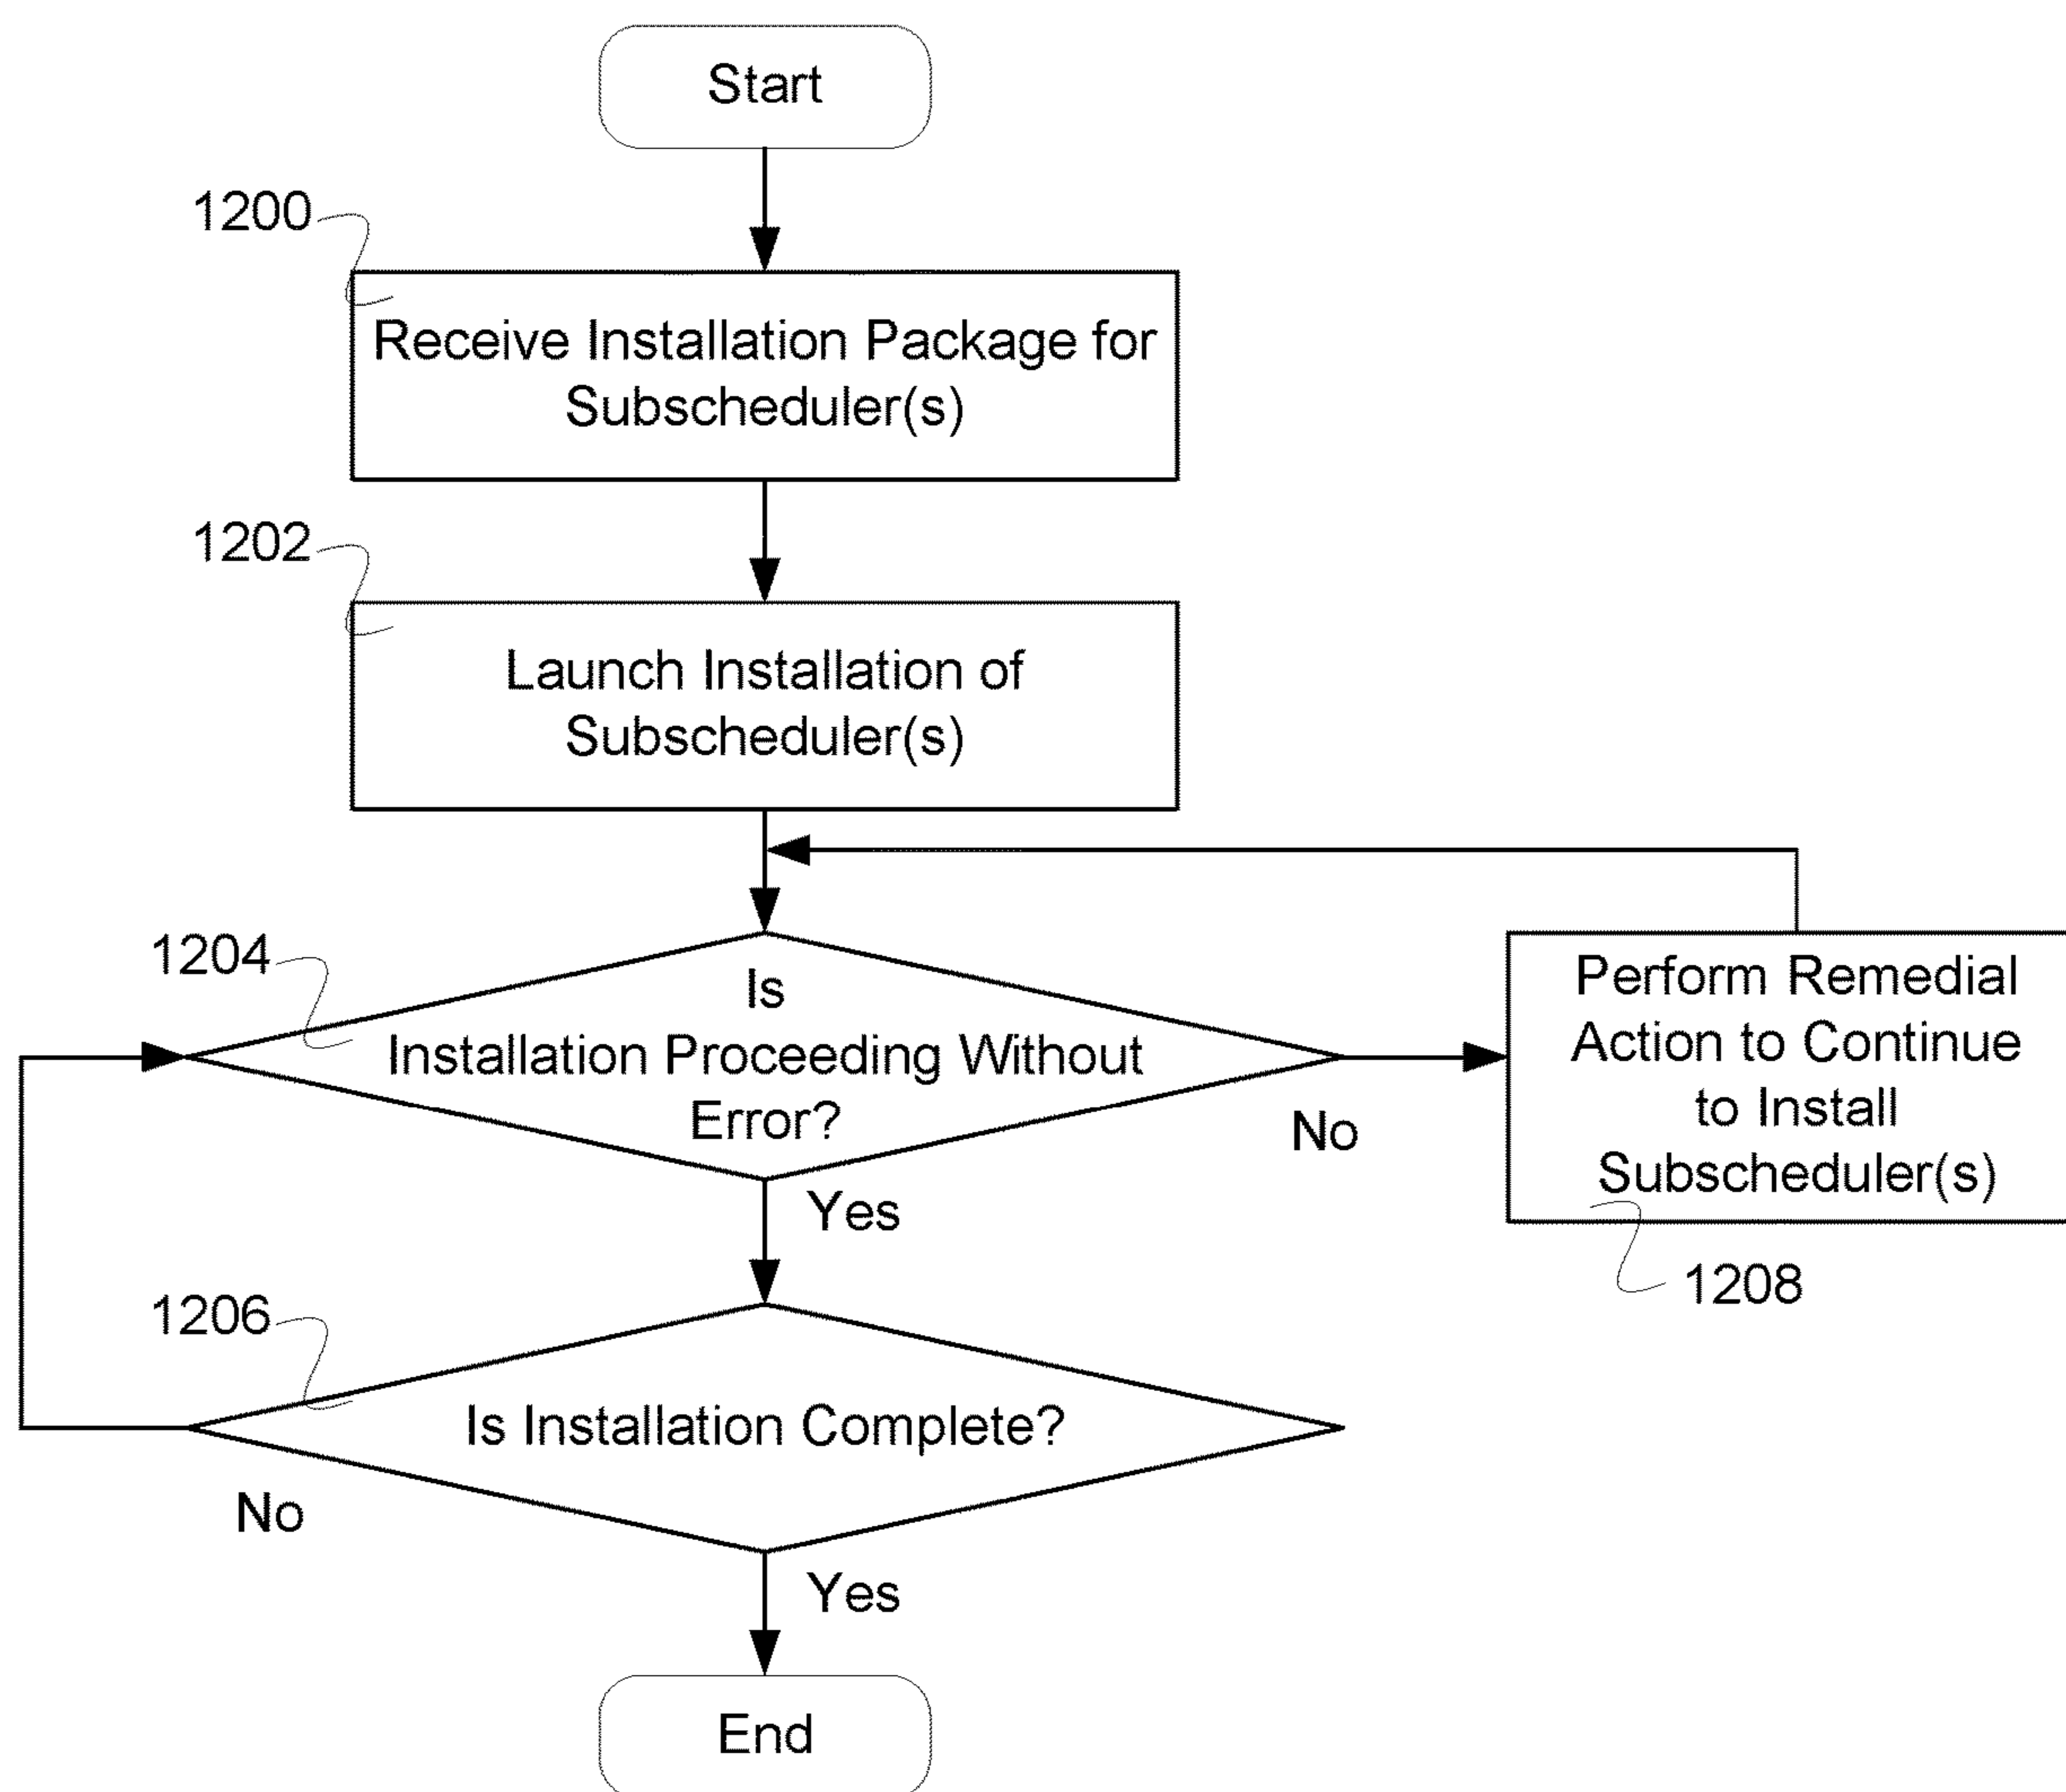 Start
1200
Receive Installation Package for
Subscheduler(s)
1202
Launch Installation of
Subscheduler(s)
1204
Is
Installation Proceeding Without
Error?
No
Yes
Perform Remedial
Action to Continue
to Install
Subscheduler(s)
1208
1206
Is Installation Complete?
No
Yes
End